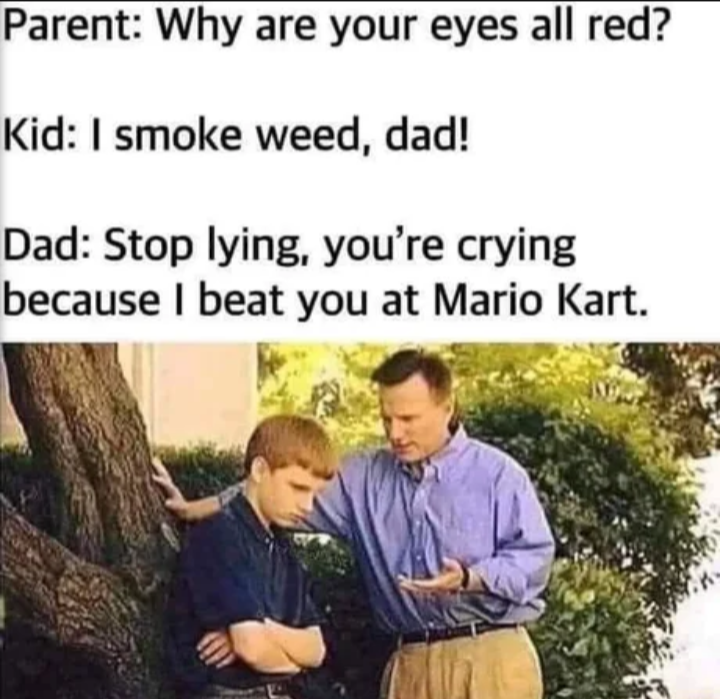 Parent: Why are your eyes all red?
Kid: I smoke weed, dad!
Dad: Stop lying, you're crying
because I beat you at Mario Kart.